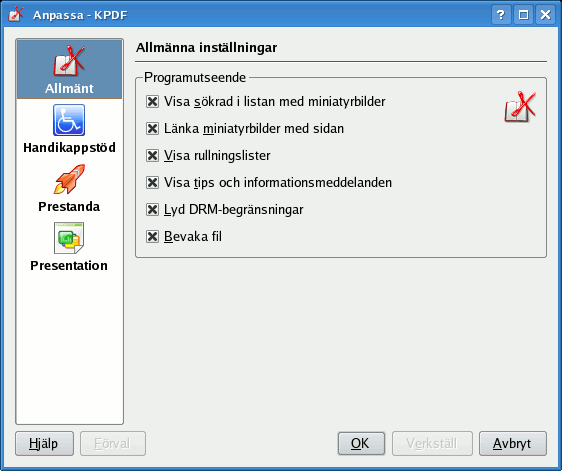 Anpassa - KPDF
Allmänt
Handikappstöd
Prestanda
Presentation
Allmänna inställningar
Programutseende
Visa sökrad i listan med miniatyrbilder
Länka miniatyrbilder med sidan
Visa rullningslister
Visa tips och informationsmeddelanden
Lyd DRM-begränsningar
Bevaka fil
Hjälp
Förval
OK
Verkställ
Avbryt